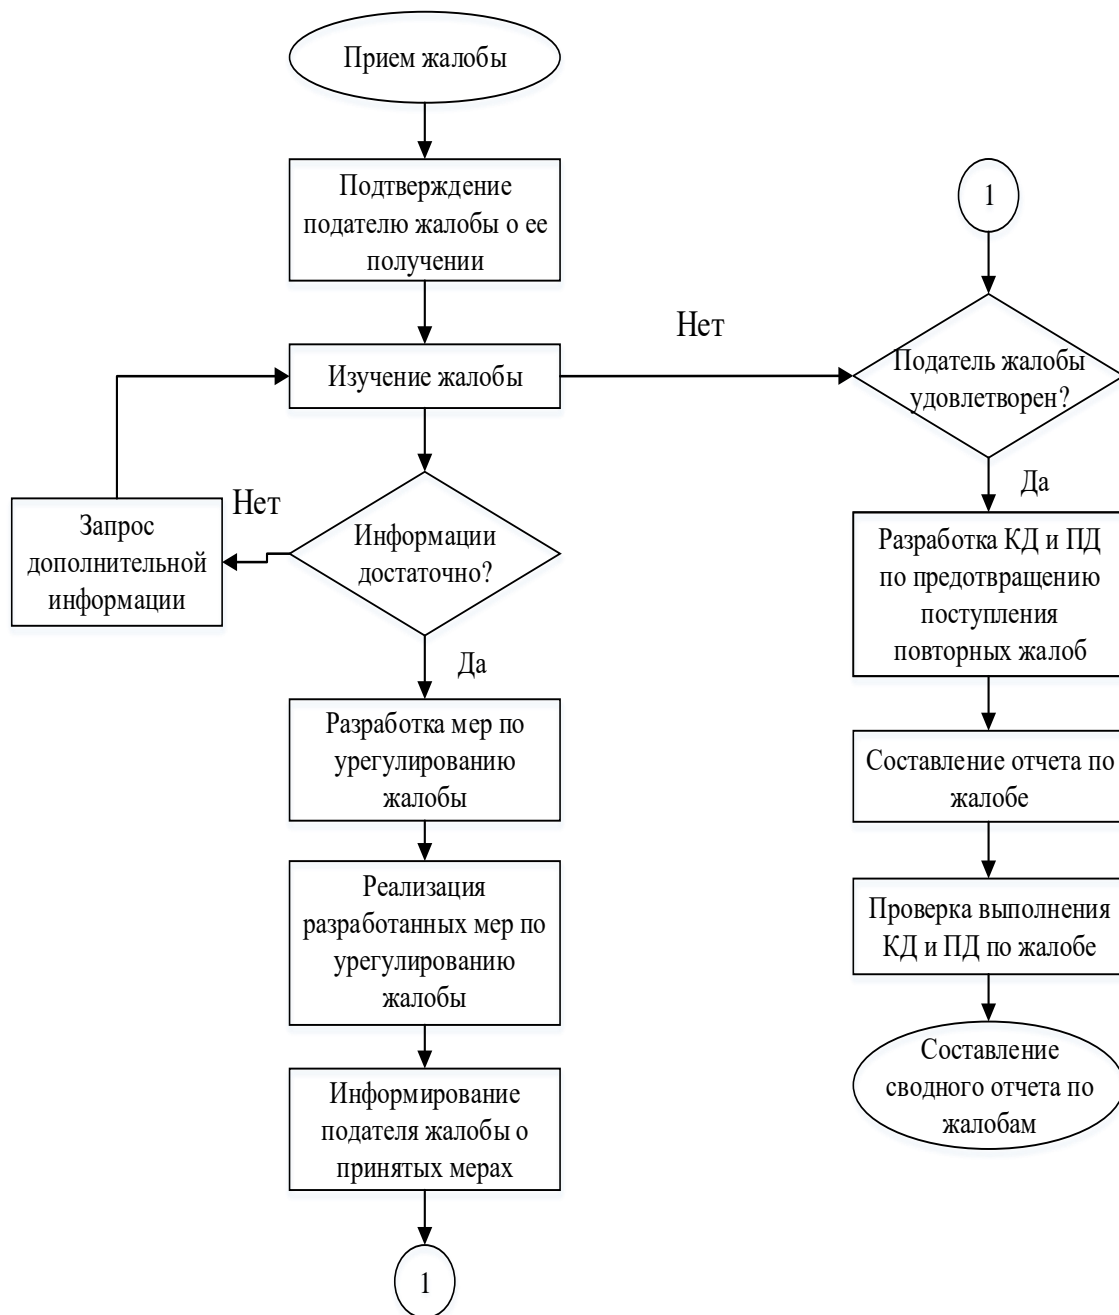 Прием жалобы
Подтверждение
подателю жалобы о ее
получении
Изучение жалобы
Нет
Запрос
дополнительной
информации
Информации
достаточно?
Да
Разработка мер по
урегулированию
жалобы
Реализация
разработанных мер по
урегулированию
жалобы
Информирование
подателя жалобы о
принятых мерах
1
1
Нет
Податель жалобы
удовлетворен?
Да
Разработка КД и ПД
по предотвращению
поступления
повторных жалоб
Составление отчета по
жалобе
Проверка выполнения
КД и ПД по жалобе
Составление
сводного отчета по
жалобам